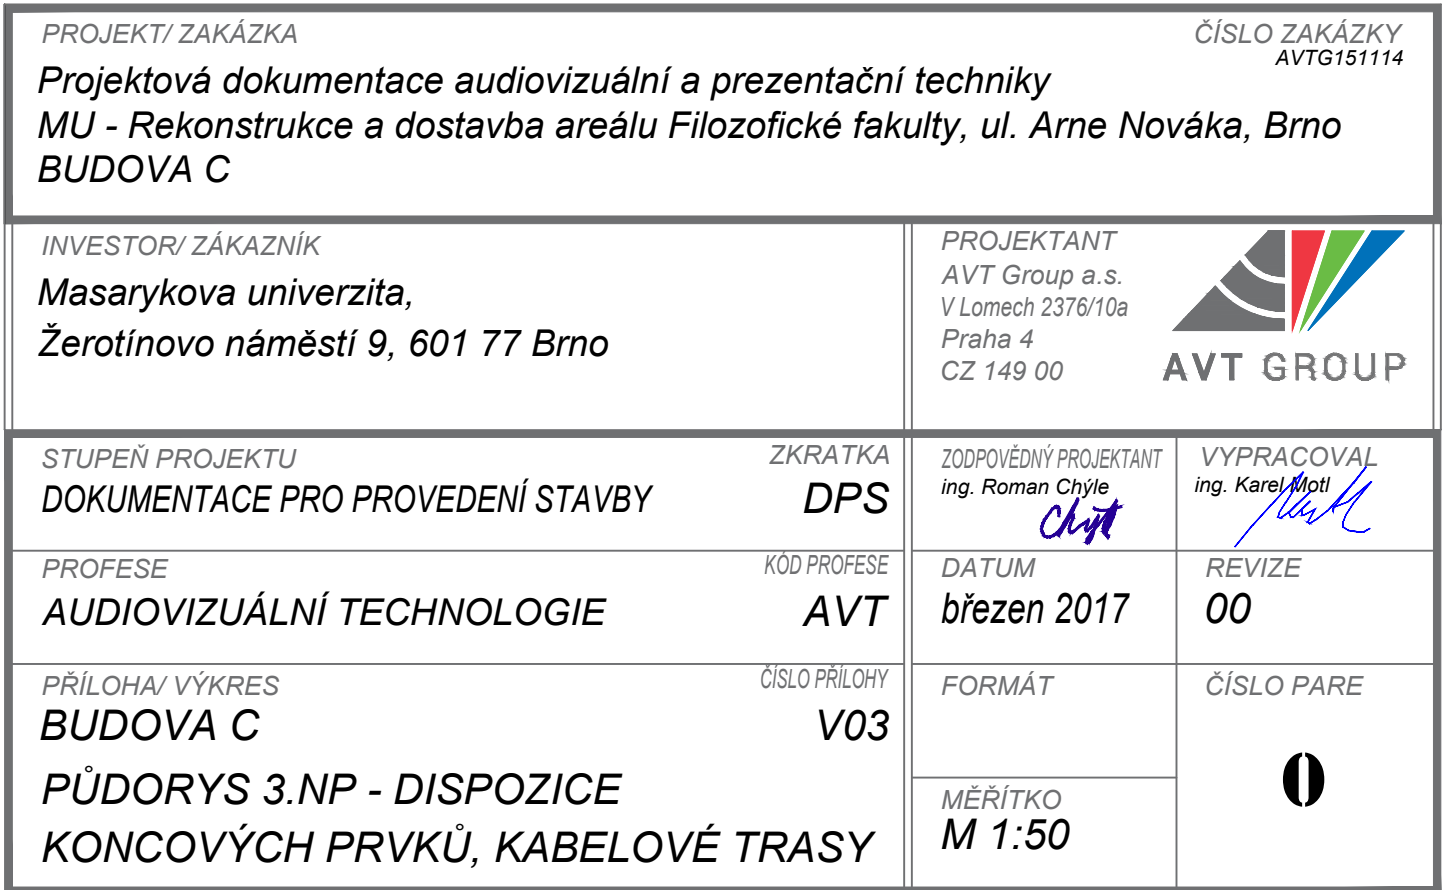 PROJEKT/ ZAKÁZKA
ČÍSLO ZAKÁZKY
AVTG151114
Projektová dokumentace audiovizuální a prezentační techniky
MU - Rekonstrukce a dostavba areálu Filozofické fakulty, ul. Arne Nováka, Brno
BUDOVA C
INVESTOR/ ZÁKAZNÍK
Masarykova univerzita,
Žerotínovo náměstí 9, 601 77 Brno
PROJEKTANT
AVT Group a.s.
V Lomech 2376/10a
Praha 4
CZ 149 00
AVT GROUP
STUPEŇ PROJEKTU
ZKRATKA
DOKUMENTACE PRO PROVEDENÍ STAVBY
DPS
ZODPOVĚDNÝ PROJEKTANT
ing. Roman Chýle
VYPRACOVAL
ing. Karel Motl
PROFESE
KÓD PROFESE
AUDIOVIZUÁLNÍ TECHNOLOGIE
AVT
DATUM
březen 2017
REVIZE
00
PŘÍLOHA/ VÝKRES
ČÍSLO PŘÍLOHY
BUDOVA C
V03
PŮDORYS 3.NP - DISPOZICE
KONCOVÝCH PRVKŮ, KABELOVÉ TRASY
FORMÁT
MĚŘÍTKO
M 1:50
ČÍSLO PARE
0